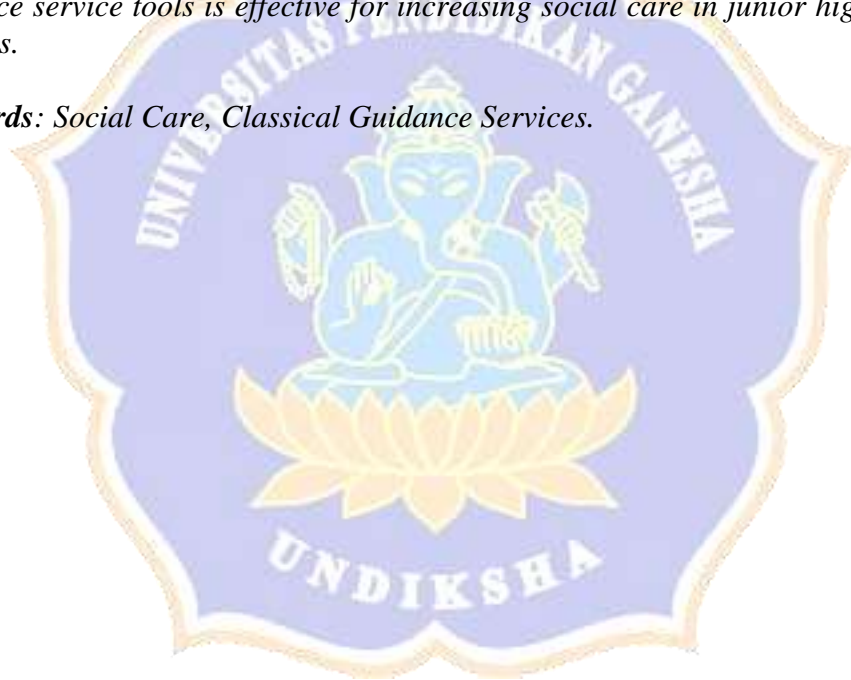 ce service tools is effective for increasing social care in junior hig
s.
rds: Social Care, Classical Guidance Services.
UNIVERSITAS PENDIDIKAN GANESHA
UNDIKSHA